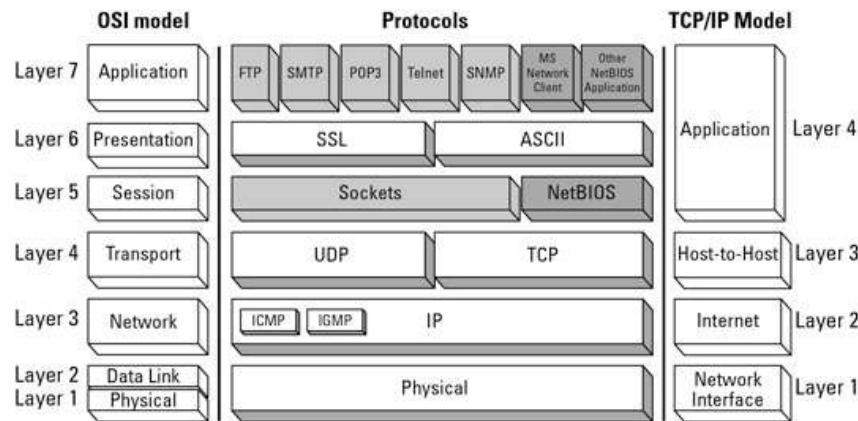 OSI model Protocols TCP/IP Model
Layer 7 Application FTP SMTP POP3 Telnet SNMP MS Network Client Other NetBIOS Application
Layer 6 Presentation SSL ASCII Application Layer 4
Layer 5 Session Sockets NetBIOS
Layer 4 Transport UDP TCP Host-to-Host Layer 3
Layer 3 Network ICMP IGMP IP Internet Layer 2
Layer 2 Data Link
Layer 1 Physical Physical Network Interface Layer 1